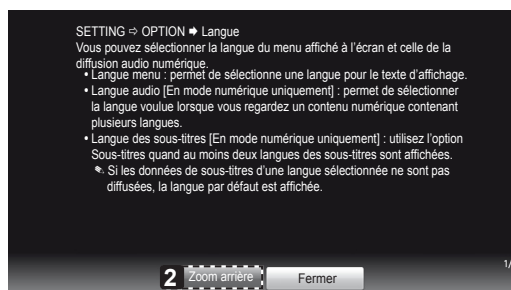 SETTING ⇨ OPTION ➡ Langue
Vous pouvez sélectionner la langue du menu affiché à l'écran et celle de la
diffusion audio numérique.
• Langue menu : permet de sélectionne une langue pour le texte d'affichage.
• Langue audio [En mode numérique uniquement] : permet de sélectionner
la langue voulue lorsque vous regardez un contenu numérique contenant
plusieurs langues.
• Langue des sous-titres [En mode numérique uniquement] : utilisez l'option
Sous-titres quand au moins deux langues des sous-titres sont affichées.
✎ Si les données de sous-titres d'une langue sélectionnée ne sont pas
diffusées, la langue par défaut est affichée.
1/
2 Zoom arrière Fermer